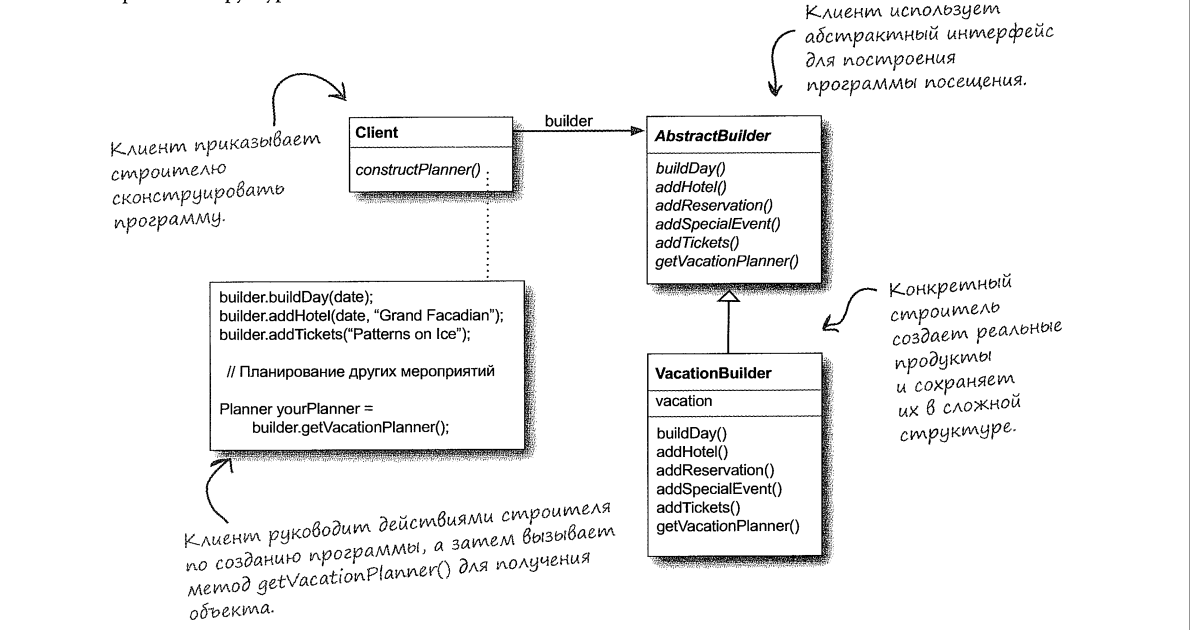 Клиент использует
абстрактный интерфейс
для построения
программы посещения.
Клиент приказывает
строителю
сконструировать
программу.
Client
constructPlanner()
builder
AbstractBuilder
buildDay()
addHotel()
addReservation()
addSpecialEvent()
addTickets()
getVacationPlanner()
builder.buildDay(date);
builder.addHotel(date, “Grand Facadian”);
builder.addTickets(“Patterns on Ice”);
// Планирование других мероприятий
Planner yourPlanner =
builder.getVacationPlanner();
Конкретный
строитель
создает реальные
продукты
и сохраняет
их в сложной
структуре.
VacationBuilder
vacation
buildDay()
addHotel()
addReservation()
addSpecialEvent()
addTickets()
getVacationPlanner()
Клиент руководит действиями строителя
по созданию программы, а затем вызывает
метод getVacationPlanner() для получения
объекта.